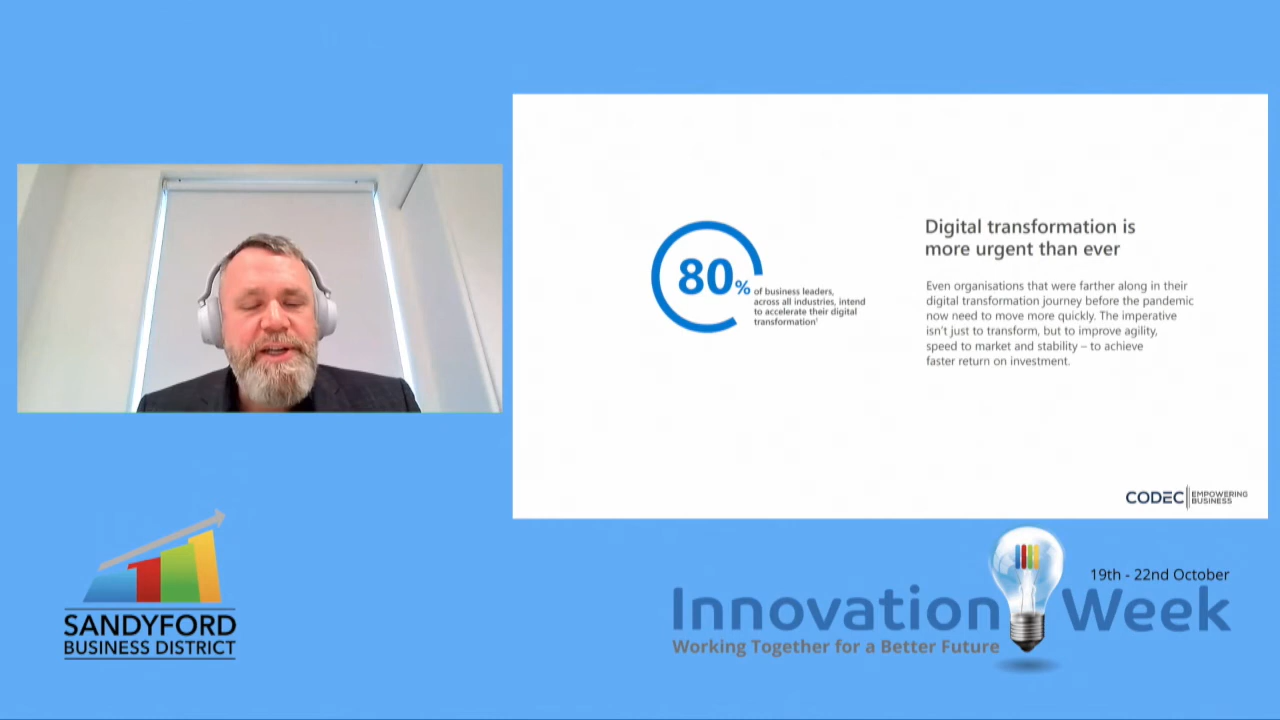 80%
of business leaders,
across all industries, intend
to accelerate their digital
transformation¹
Digital transformation is
more urgent than ever
Even organisations that were farther along in their
digital transformation journey before the pandemic
now need to move more quickly. The imperative
isn't just to transform, but to improve agility,
speed to market and stability – to achieve
faster return on investment.
CODEC
EMPOWERING
BUSINESS
SANDYFORD
BUSINESS DISTRICT
19th - 22nd October
Innovation Week
Working Together for a Better Future